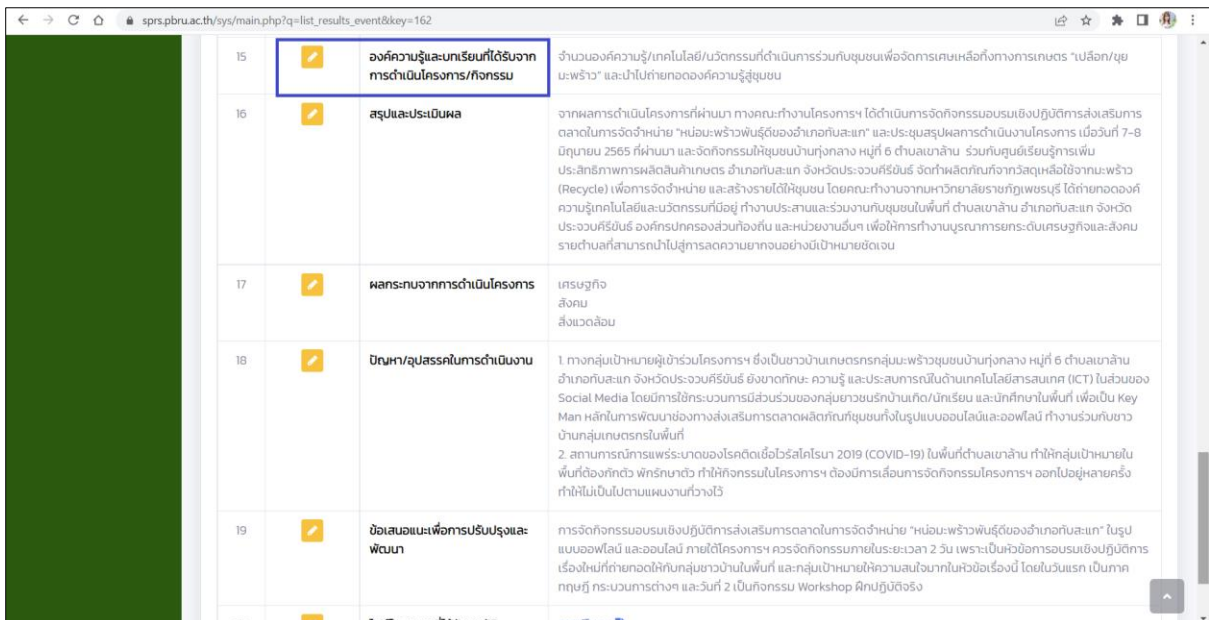 sprs.pbru.ac.th/sys/main.php?q=list_results_event&key=162
15
องค์ความรู้และบทเรียนที่ได้รับจาก
การดำเนินโครงการ/กิจกรรม
จำนวนองค์ความรู้/เทคโนโลยี/นวัตกรรมที่ดำเนินการร่วมกับชุมชนเพื่อจัดการเศษเหลือทิ้งทางการเกษตร "เปลือก/ขุย
มะพร้าว" และนำไปถ่ายทอดองค์ความรู้สู่ชุมชน
16
สรุปและประเมินผล
จากผลการดำเนินโครงการที่ผ่านมา ทางคณะทำงานโครงการฯ ได้ดำเนินการจัดกิจกรรมอบรมเชิงปฏิบัติการส่งเสริมการ
ตลาดในการจัดจำหน่าย "หน่อมะพร้าวพันธุ์ดีของอำเภอทับสะแก" และประชุมสรุปผลการดำเนินงานโครงการ เมื่อวันที่ 7-8
มิถุนายน 2565 ที่ผ่านมา และจัดกิจกรรมให้ชุมชนบ้านทุ่งกลาง หมู่ที่ 6 ตำบลเขาล้าน ร่วมกับศูนย์เรียนรู้การเพิ่ม
ประสิทธิภาพการผลิตสินค้าเกษตร อำเภอทับสะแก จังหวัดประจวบคีรีขันธ์ จัดทำผลิตภัณฑ์จากวัสดุเหลือใช้จากมะพร้าว
(Recycle) เพื่อการจัดจำหน่าย และสร้างรายได้ให้ชุมชน โดยคณะทำงานจากมหาวิทยาลัยราชภัฏเพชรบุรี ได้ถ่ายทอดองค์
ความรู้เทคโนโลยีและนวัตกรรมที่มีอยู่ ทำงานประสานและร่วมงานกับชุมชนในพื้นที่ ตำบลเขาล้าน อำเภอทับสะแก จังหวัด
ประจวบคีรีขันธ์ องค์กรปกครองส่วนท้องถิ่น และหน่วยงานอื่นๆ เพื่อให้การทำงานบูรณาการยกระดับเศรษฐกิจและสังคม
รายตำบลที่สามารถนำไปสู่การลดความยากจนอย่างมีเป้าหมายชัดเจน
17
ผลกระทบจากการดำเนินโครงการ
เศรษฐกิจ
สังคม
สิ่งแวดล้อม
18
ปัญหา/อุปสรรคในการดำเนินงาน
1. ทางกลุ่มเป้าหมายผู้เข้าร่วมโครงการฯ ซึ่งเป็นชาวบ้านเกษตรกรกลุ่มมะพร้าวชุมชนบ้านทุ่งกลาง หมู่ที่ 6 ตำบลเขาล้าน
อำเภอทับสะแก จังหวัดประจวบคีรีขันธ์ ยังขาดทักษะ ความรู้ และประสบการณ์ในด้านเทคโนโลยีสารสนเทศ (ICT) ในส่วนของ
Social Media โดยมีการใช้กระบวนการมีส่วนร่วมของกลุ่มยาวชนรักบ้านเกิด/นักเรียน และนักศึกษาในพื้นที่ เพื่อเป็น Key
Man หลักในการพัฒนาช่องทางส่งเสริมการตลาดผลิตภัณฑ์ชุมชนทั้งในรูปแบบออนไลน์และออฟไลน์ ทำงานร่วมกับชาว
บ้านกลุ่มเกษตรกรในพื้นที่
2. สถานการณ์การแพร่ระบาดของโรคติดเชื้อไวรัสโคโรนา 2019 (COVID-19) ในพื้นที่ตำบลเขาล้าน ทำให้กลุ่มเป้าหมายใน
พื้นที่ต้องกักตัว พักรักษาตัว ทำให้กิจกรรมในโครงการฯ ต้องมีการเลื่อนการจัดกิจกรรมโครงการฯ ออกไปอยู่หลายครั้ง
ทำให้ไม่เป็นไปตามแผนงานที่วางไว้
19
ข้อเสนอแนะเพื่อการปรับปรุงและ
พัฒนา
การจัดกิจกรรมอบรมเชิงปฏิบัติการส่งเสริมการตลาดในการจัดจำหน่าย "หน่อมะพร้าวพันธุ์ดีของอำเภอทับสะแก" ในรูป
แบบออฟไลน์ และออนไลน์ ภายใต้โครงการฯ ควรจัดกิจกรรมภายในระยะเวลา 2 วัน เพราะเป็นหัวข้อการอบรมเชิงปฏิบัติการ
เรื่องใหม่ที่ถ่ายทอดให้กับกลุ่มชาวบ้านในพื้นที่ และกลุ่มเป้าหมายให้ความสนใจมากในหัวข้อเรื่องนี้ โดยในวันแรก เป็นภาค
ทฤษฎี กระบวนการต่างๆ และวันที่ 2 เป็นกิจกรรม Workshop ฝึกปฏิบัติจริง